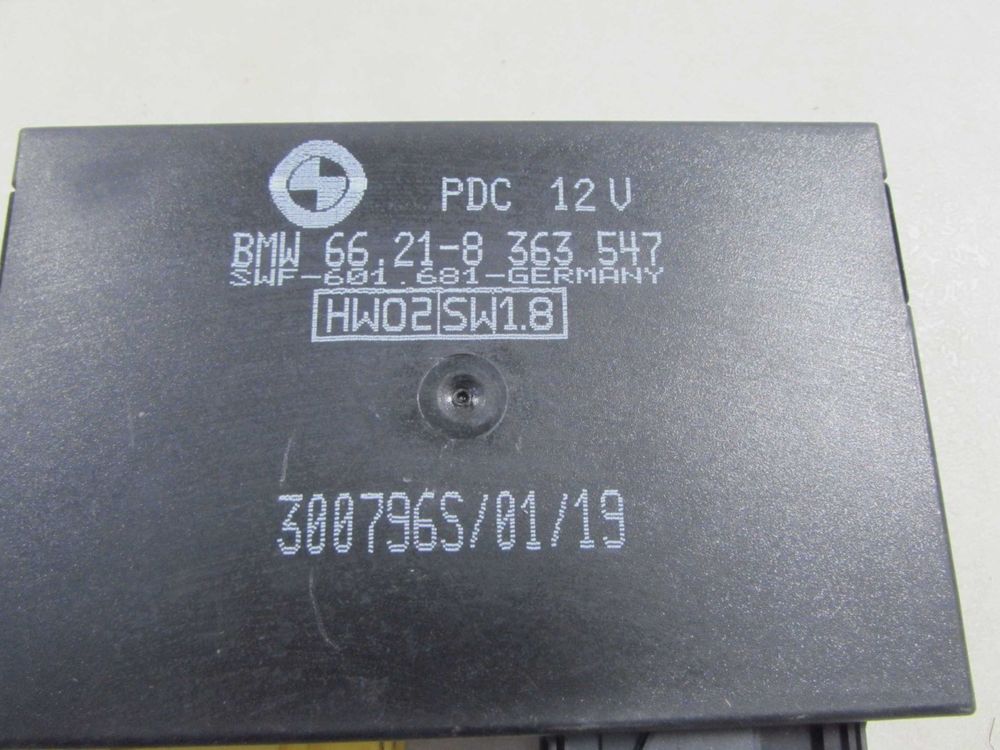 PDC 12V
BMW 66.21-8 363 547
SWF-601.681-GERMANY
HW02 SW1.8
300796S/01/19